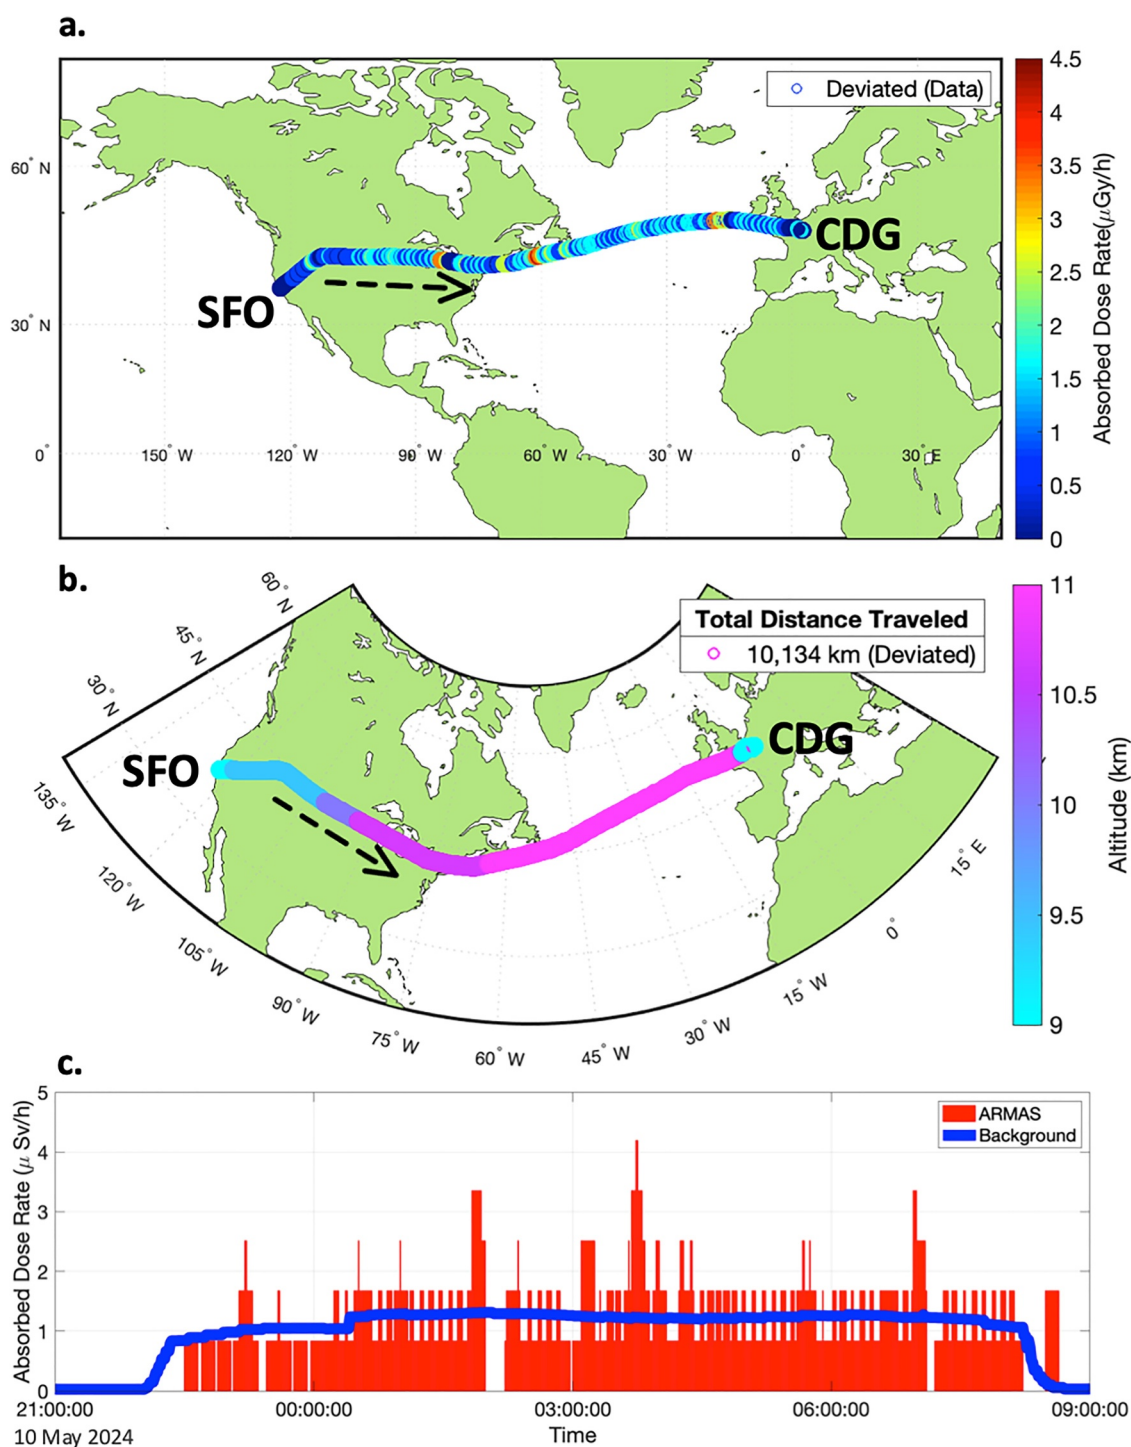 a.
Deviated (Data)
60° N
30° N
0°
150° W
120° W
90° W
60° W
30° W
0°
30° E
SFO
CDG
4.5
4
3.5
3
2.5
2
1.5
1
0.5
0
Absorbed Dose Rate(μGy/h)
b.
Total Distance Traveled
10,134 km (Deviated)
60° N
45° N
30° N
SFO
CDG
135° W
120° W
105° W
90° W
75° W
60° W
45° W
30° W
15° W
0°
15° E
11
10.5
10
9.5
9
Altitude (km)
c.
ARMAS
Background
5
4
3
2
1
0
Absorbed Dose Rate (μ Sv/h)
21:00:00
00:00:00
03:00:00
06:00:00
09:00:00
10 May 2024
Time